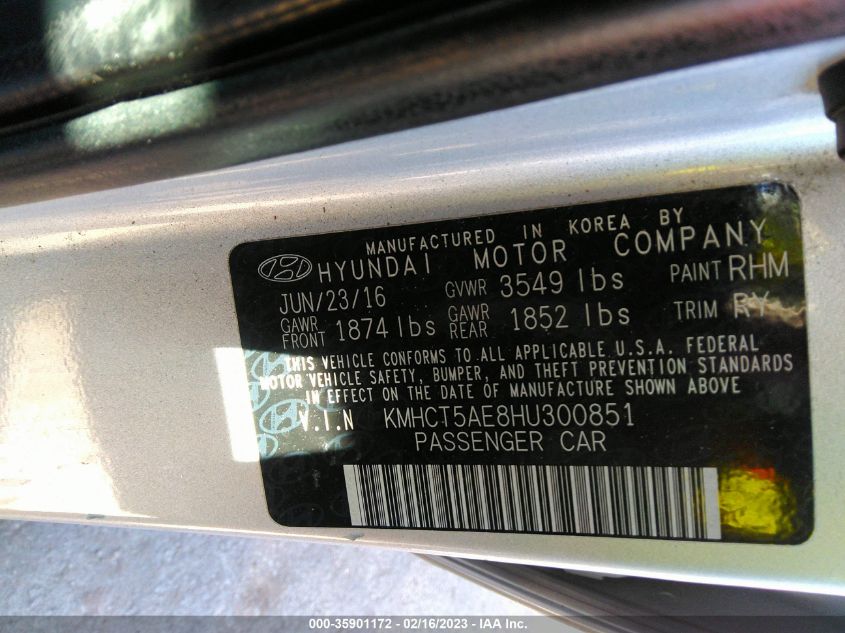 MANUFACTURED IN KOREA BY
HYUNDAI MOTOR COMPANY
JUN/23/16 GVWR 3549 lbs PAINT RHM
GAWR FRONT 1874 lbs GAWR REAR 1852 lbs TRIM RY
THIS VEHICLE CONFORMS TO ALL APPLICABLE U.S.A. FEDERAL
MOTOR VEHICLE SAFETY, BUMPER, AND THEFT PREVENTION STANDARDS
IN EFFECT ON THE DATE OF MANUFACTURE SHOWN ABOVE
V.I.N KMHCT5AE8HU300851
PASSENGER CAR
000-35901172 - 02/16/2023 - IAA Inc.